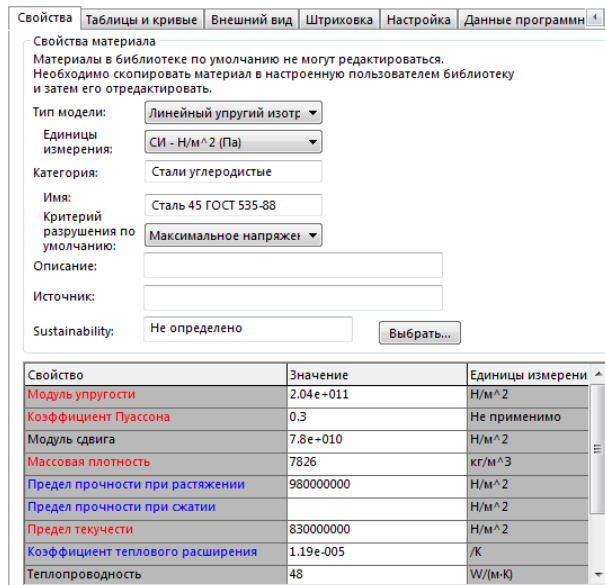 Свойства Таблицы и кривые Внешний вид Штриховка Настройка Данные программн
Свойства материала
Материалы в библиотеке по умолчанию не могут редактироваться.
Необходимо скопировать материал в настроенную пользователем библиотеку
и затем его отредактировать.
Тип модели: Линейный упругий изотр
Единицы измерения: СИ - Н/м^2 (Па)
Категория: Стали углеродистые
Имя: Сталь 45 ГОСТ 535-88
Критерий разрушения по умолчанию: Максимальное напряжен
Описание:
Источник:
Sustainability: Не определено Выбрать...
Свойство Значение Единицы измерени
Модуль упругости 2.04e+011 Н/м^2
Коэффициент Пуассона 0.3 Не применимо
Модуль сдвига 7.8e+010 Н/м^2
Массовая плотность 7826 кг/м^3
Предел прочности при растяжении 980000000 Н/м^2
Предел прочности при сжатии Н/м^2
Предел текучести 830000000 Н/м^2
Коэффициент теплового расширения 1.19e-005 /K
Теплопроводность 48 W/(m·K)